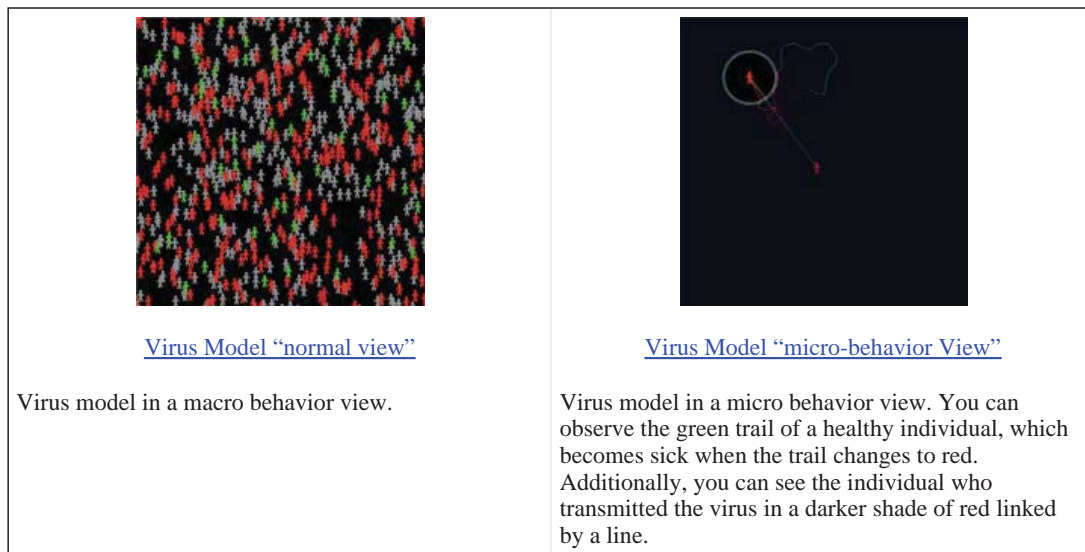 Virus Model “normal view”
Virus model in a macro behavior view.
Virus Model “micro-behavior View”
Virus model in a micro behavior view. You can
observe the green trail of a healthy individual, which
becomes sick when the trail changes to red.
Additionally, you can see the individual who
transmitted the virus in a darker shade of red linked
by a line.